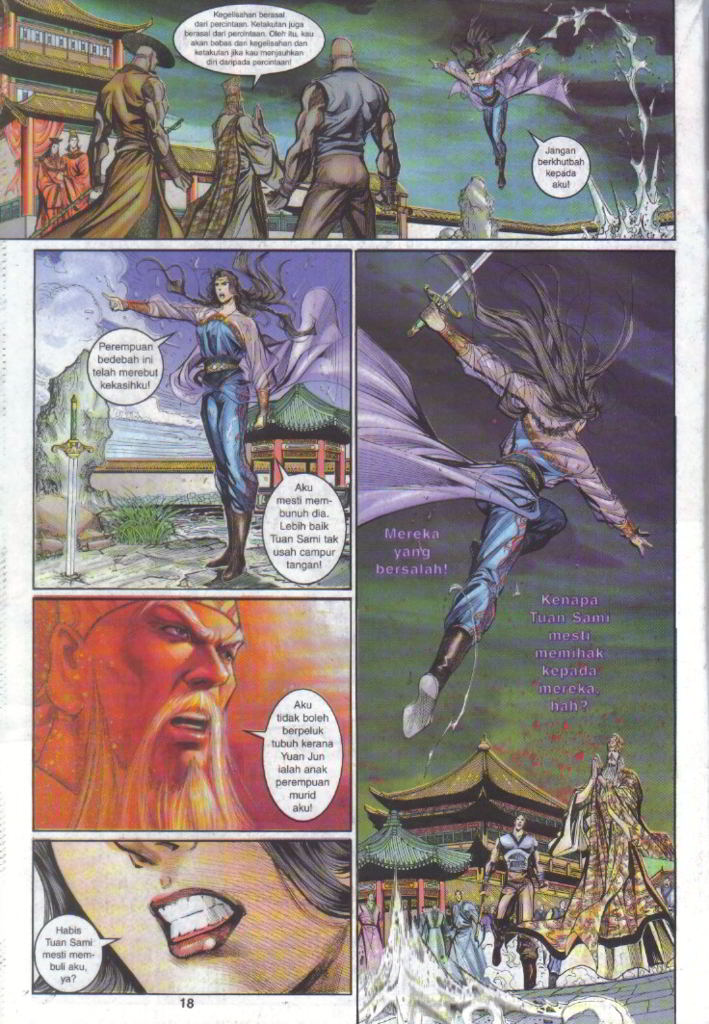 Kegelisahan berasal
dari percintaan. Ketakutan juga
berasal dari percintaan. Oleh itu, kau
akan bebas dari kegelisahan dan
ketakutan jika kau menjauhkan
diri daripada percintaan!
Jangan
berkhutbah
kepada
aku!
Perempuan
bedebah ini
telah merebut
kekasihku!
Aku
mesti mem-
bunuh dia.
Lebih baik
Tuan Sami tak
usah campur
tangan!
Aku
tidak boleh
berpeluk
tubuh kerana
Yuan Jun
ialah anak
perempuan
murid
aku!
Habis
Tuan Sami
mesti mem-
buli aku,
ya?
Mereka
yang
bersalah!
Kenapa
Tuan Sami
mesti
memihak
kepada
mereka,
hah?
18